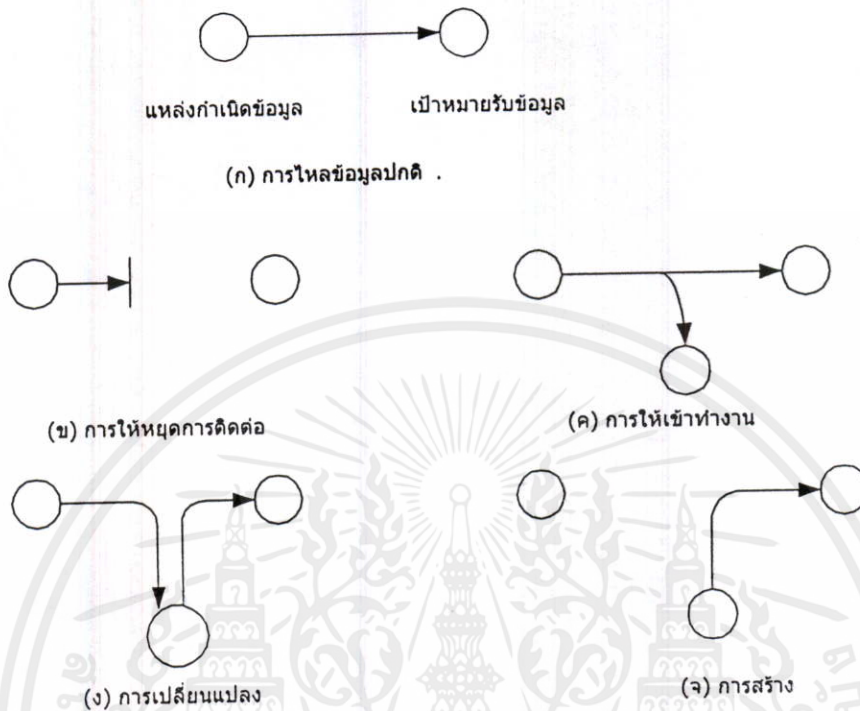 แหล่งกำเนิดข้อมูล เป้าหมายรับข้อมูล
(ก) การไหลข้อมูลปกติ .
(ข) การให้หยุดการติดต่อ
(ค) การให้เข้าทำงาน
(ง) การเปลี่ยนแปลง
(จ) การสร้าง